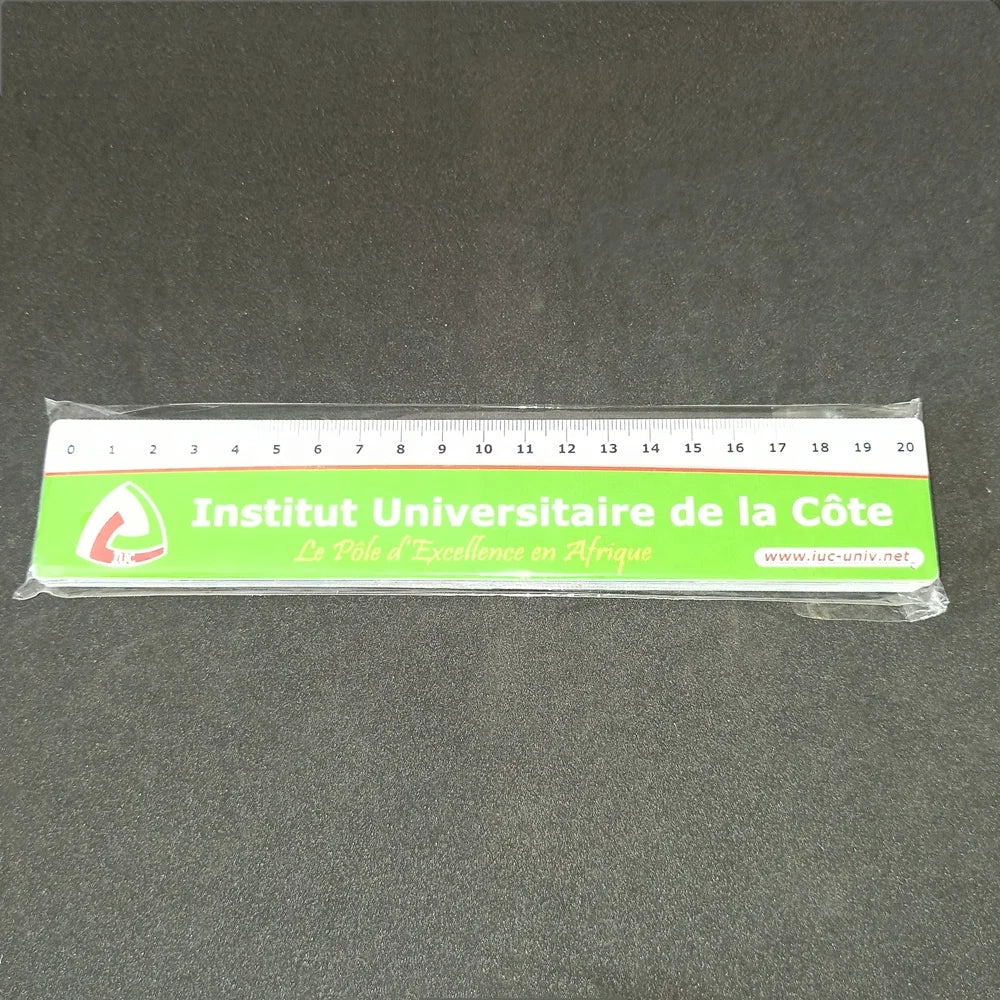 0 1 2 3 4 5 6 7 8 9 10 11 12 13 14 15 16 17 18 19 20
Institut Universitaire de la Côte
Le Pôle d'Excellence en Afrique
www.iuc-univ.net
IUC